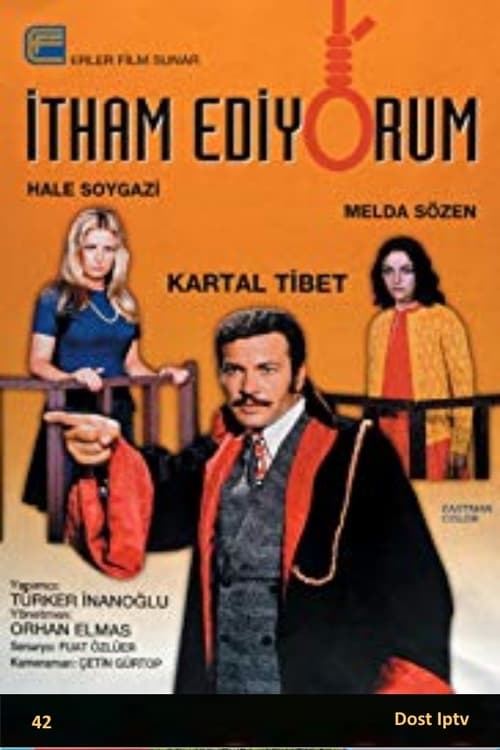 ERLER FİLM SUNAR
İTHAM EDİYORUM
HALE SOYGAZİ
MELDA SÖZEN
KARTAL TİBET
EASTMAN
COLOR
Yapımcı:
TÜRKER İNANOĞLU
Yönetmen:
ORHAN ELMAS
Senaryo: FUAT ÖZLÜER
Kameraman: ÇETİN GÜRTOP
42
Dost Iptv